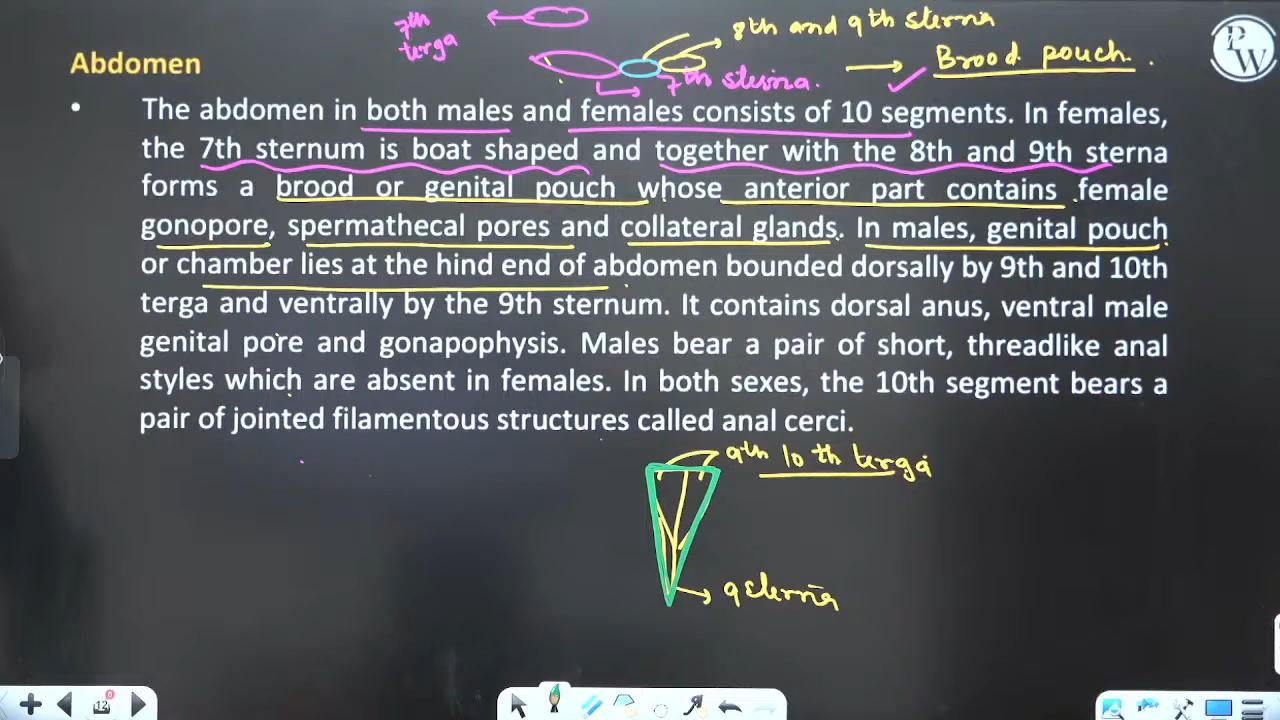 7th
terga
8th and 9th sterna
Brood pouch.
7th sterna.
PW
Abdomen
• The abdomen in both males and females consists of 10 segments. In females,
the 7th sternum is boat shaped and together with the 8th and 9th sterna
forms a brood or genital pouch whose anterior part contains female
gonopore, spermathecal pores and collateral glands. In males, genital pouch
or chamber lies at the hind end of abdomen bounded dorsally by 9th and 10th
terga and ventrally by the 9th sternum. It contains dorsal anus, ventral male
genital pore and gonapophysis. Males bear a pair of short, threadlike anal
styles which are absent in females. In both sexes, the 10th segment bears a
pair of jointed filamentous structures called anal cerci.
9th 10th terga
9 sterna
12
0